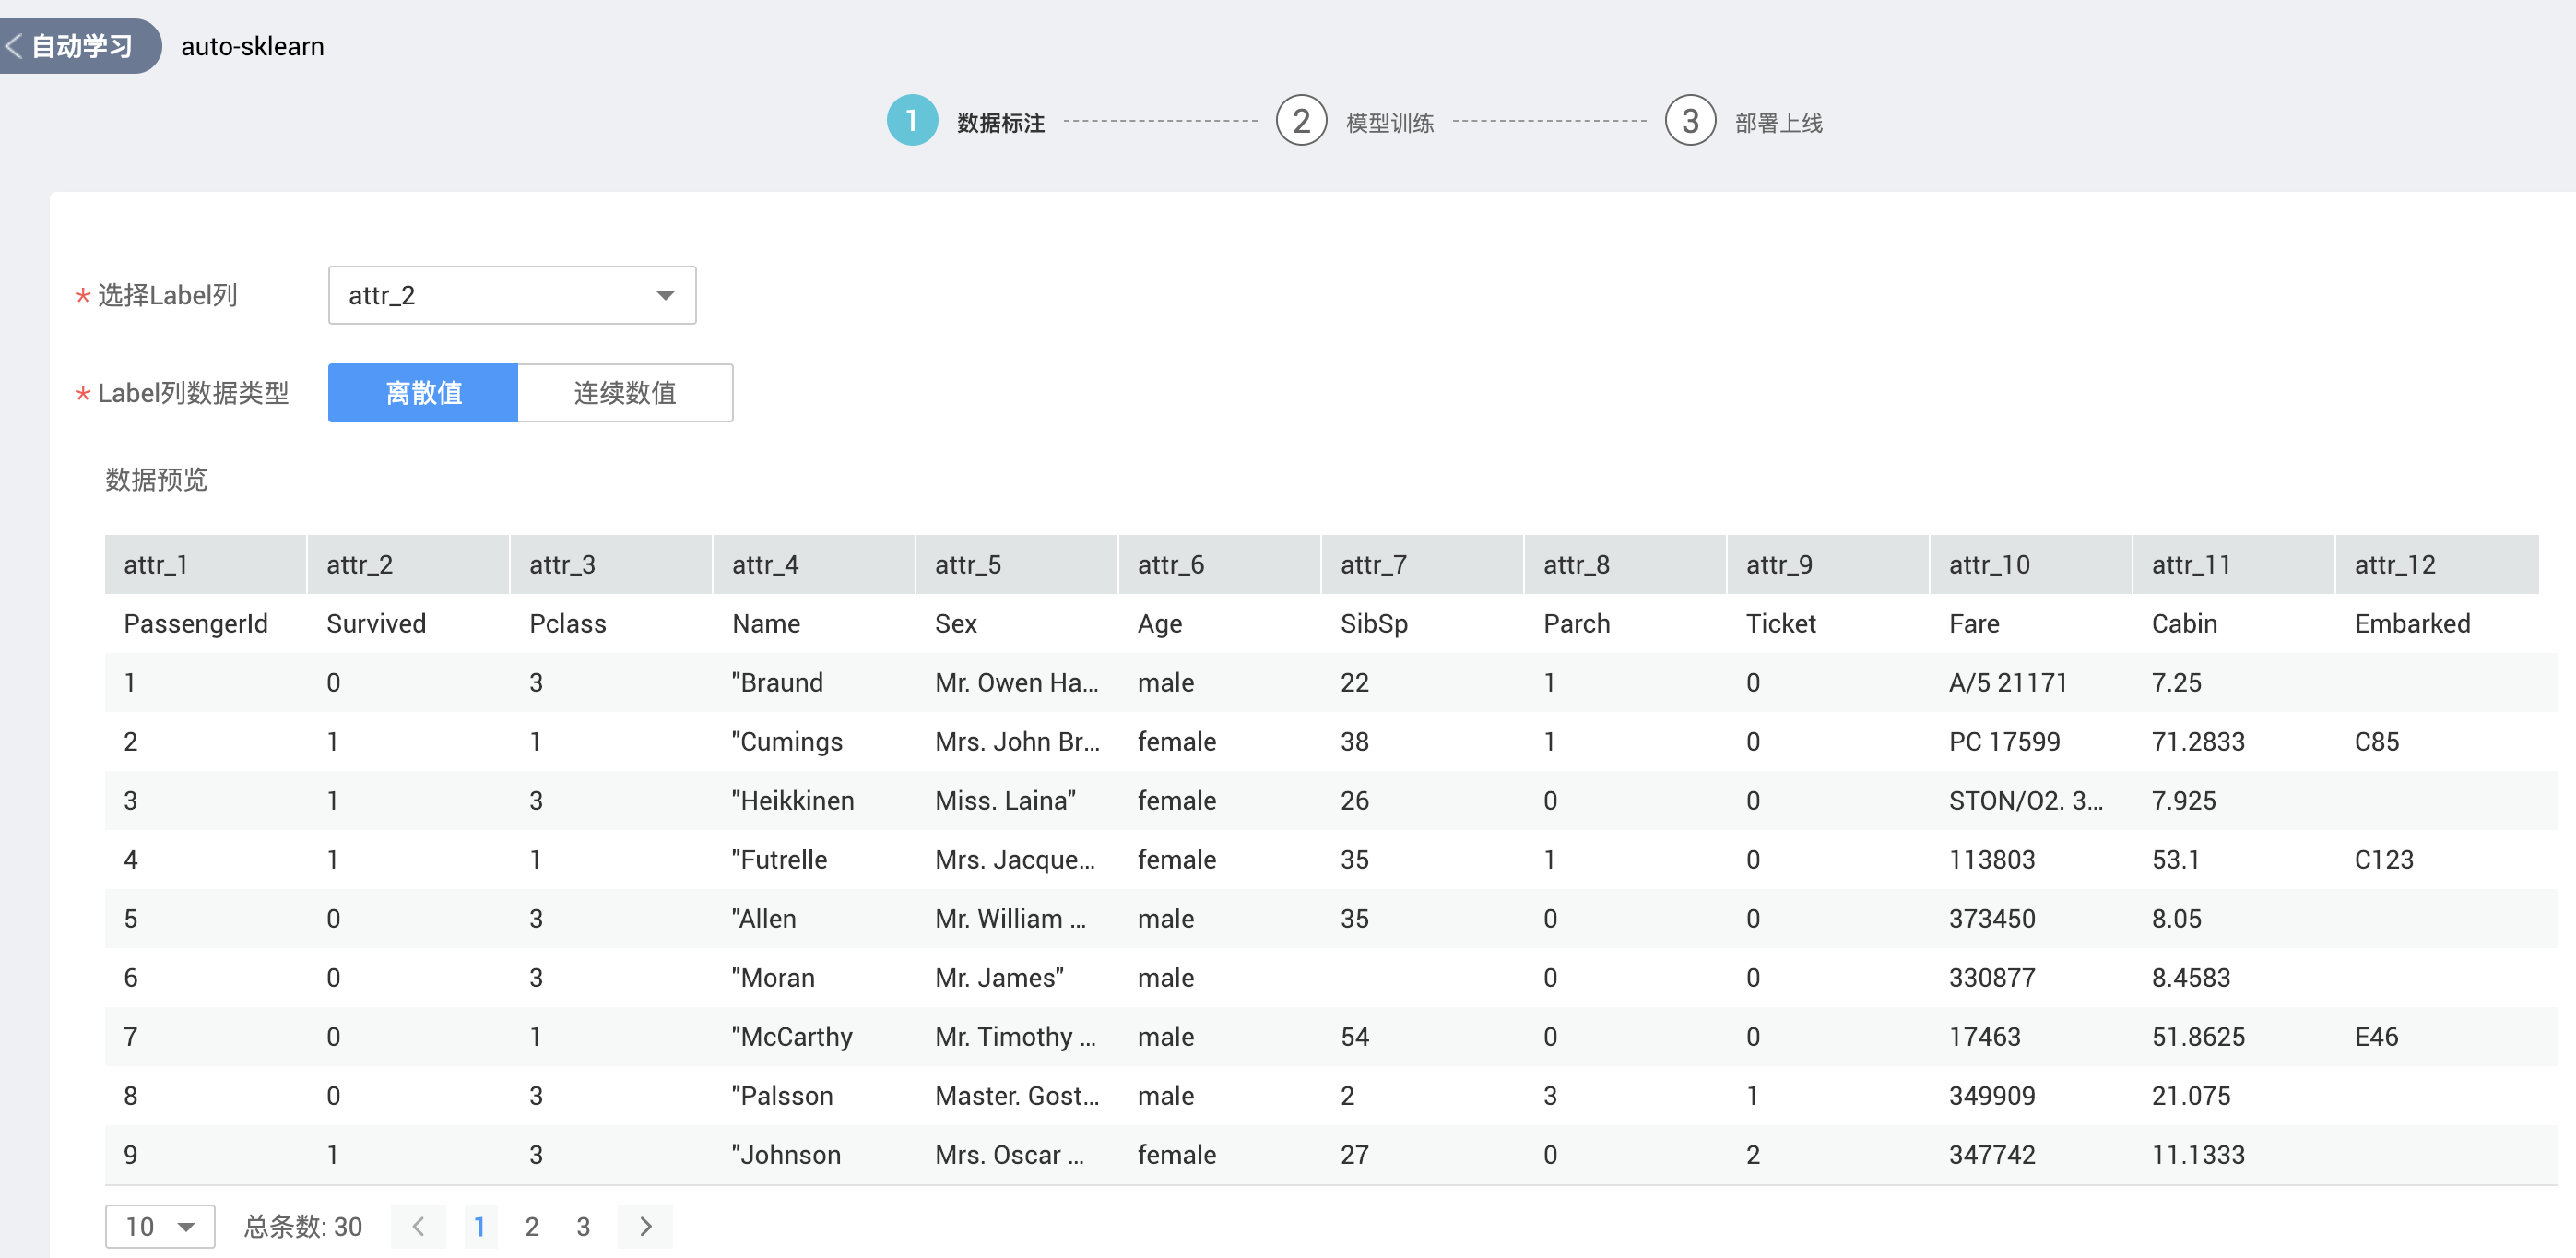 自动学习 auto-sklearn
1 数据标注 2 模型训练 3 部署上线
* 选择Label列 attr_2
* Label列数据类型 离散值 连续数值
数据预览
attr_1 attr_2 attr_3 attr_4 attr_5 attr_6 attr_7 attr_8 attr_9 attr_10 attr_11 attr_12
PassengerId Survived Pclass Name Sex Age SibSp Parch Ticket Fare Cabin Embarked
1 0 3 "Braund Mr. Owen Ha... male 22 1 0 A/5 21171 7.25
2 1 1 "Cumings Mrs. John Br... female 38 1 0 PC 17599 71.2833 C85
3 1 3 "Heikkinen Miss. Laina" female 26 0 0 STON/O2. 3... 7.925
4 1 1 "Futrelle Mrs. Jacque... female 35 1 0 113803 53.1 C123
5 0 3 "Allen Mr. William ... male 35 0 0 373450 8.05
6 0 3 "Moran Mr. James" male 0 0 330877 8.4583
7 0 1 "McCarthy Mr. Timothy ... male 54 0 0 17463 51.8625 E46
8 0 3 "Palsson Master. Gost... male 2 3 1 349909 21.075
9 1 3 "Johnson Mrs. Oscar ... female 27 0 2 347742 11.1333
10 总条数: 30 < 1 2 3 >